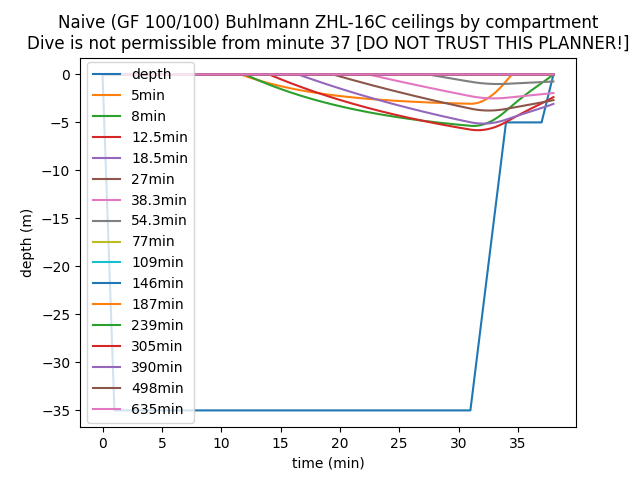 Naive (GF 100/100) Buhlmann ZHL-16C ceilings by compartment
Dive is not permissible from minute 37 [DO NOT TRUST THIS PLANNER!]
depth
5min
8min
12.5min
18.5min
27min
38.3min
54.3min
77min
109min
146min
187min
239min
305min
390min
498min
635min
0
−5
−10
−15
−20
−25
−30
−35
depth (m)
0 5 10 15 20 25 30 35
time (min)